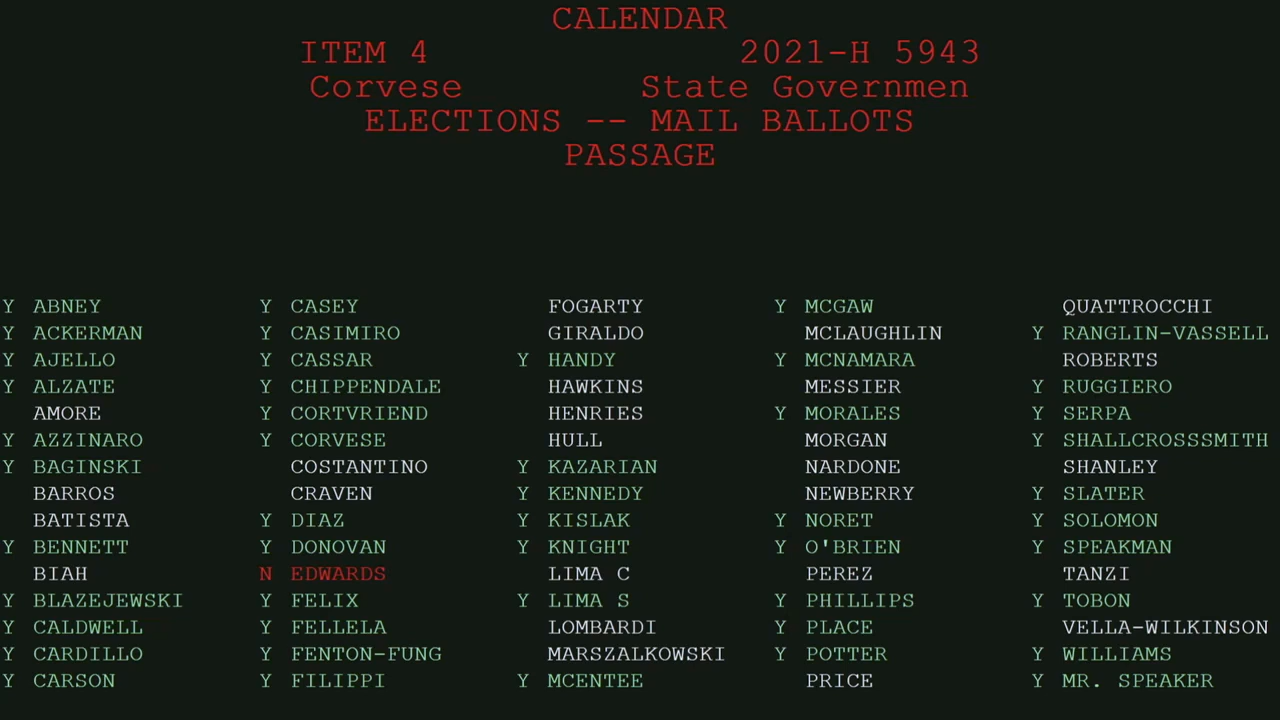 CALENDAR
ITEM 4 2021-H 5943
Corvese State Governmen
ELECTIONS -- MAIL BALLOTS
PASSAGE
Y ABNEY Y CASEY FOGARTY Y MCGAW QUATTROCCHI
Y ACKERMAN Y CASIMIRO GIRALDO MCLAUGHLIN Y RANGLIN-VASSELL
Y AJELLO Y CASSAR Y HANDY Y MCNAMARA ROBERTS
Y ALZATE Y CHIPPENDALE HAWKINS MESSIER Y RUGGIERO
AMORE Y CORTVRIEND HENRIES Y MORALES Y SERPA
Y AZZINARO Y CORVESE HULL MORGAN Y SHALLCROSSSMITH
Y BAGINSKI COSTANTINO Y KAZARIAN NARDONE SHANLEY
BARROS CRAVEN Y KENNEDY NEWBERRY Y SLATER
BATISTA Y DIAZ Y KISLAK Y NORET Y SOLOMON
Y BENNETT Y DONOVAN Y KNIGHT Y O'BRIEN Y SPEAKMAN
BIAH N EDWARDS LIMA C PEREZ TANZI
Y BLAZEJEWSKI Y FELIX Y LIMA S Y PHILLIPS Y TOBON
Y CALDWELL Y FELLELA LOMBARDI Y PLACE VELLA-WILKINSON
Y CARDILLO Y FENTON-FUNG MARSZALKOWSKI Y POTTER Y WILLIAMS
Y CARSON Y FILIPPI Y MCENTEE PRICE Y MR. SPEAKER